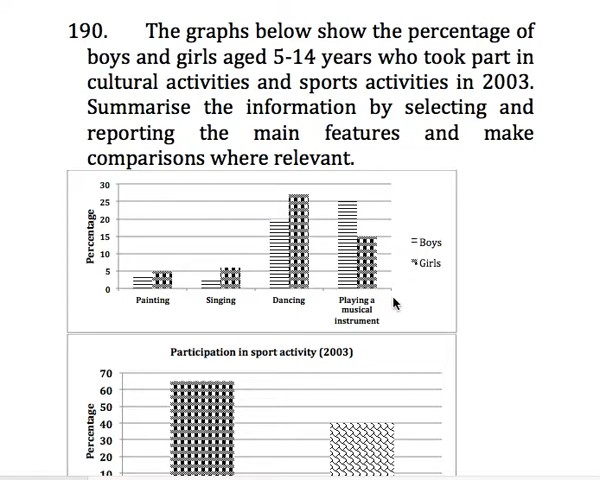 190. The graphs below show the percentage of
boys and girls aged 5-14 years who took part in
cultural activities and sports activities in 2003.
Summarise the information by selecting and
reporting the main features and make
comparisons where relevant.
30
25
20
15
10
5
0
Percentage
Painting
Singing
Dancing
Playing a
musical
instrument
Boys
Girls
Participation in sport activity (2003)
70
60
50
40
30
20
10
Percentage